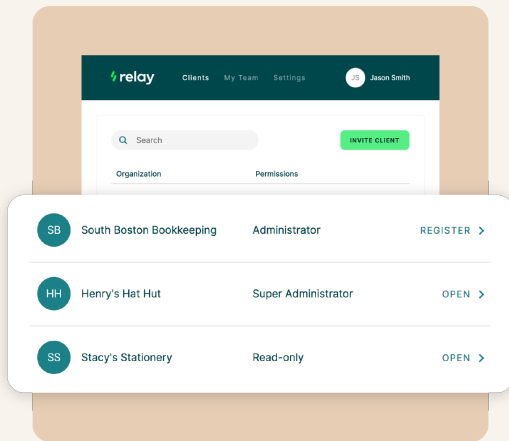 relay Clients My Team Settings JS Jason Smith
Search INVITE CLIENT
Organization Permissions
SB South Boston Bookkeeping Administrator REGISTER >
HH Henry's Hat Hut Super Administrator OPEN >
SS Stacy's Stationery Read-only OPEN >